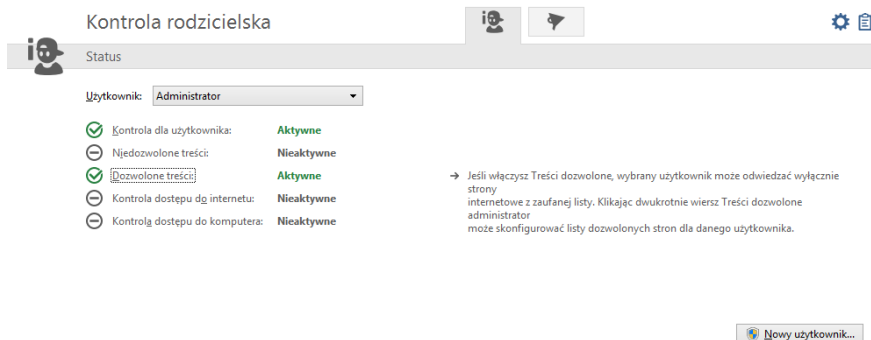 Kontrola rodzicielska
Status
Użytkownik: Administrator
Kontrola dla użytkownika: Aktywne
Niedozwolone treści: Nieaktywne
Dozwolone treści: Aktywne
Kontrola dostępu do internetu: Nieaktywne
Kontrola dostępu do komputera: Nieaktywne
→ Jeśli włączysz Treści dozwolone, wybrany użytkownik może odwiedzać wyłącznie
strony
internetowe z zaufanej listy. Klikając dwukrotnie wiersz Treści dozwolone
administrator
może skonfigurować listy dozwolonych stron dla danego użytkownika.
Nowy użytkownik...